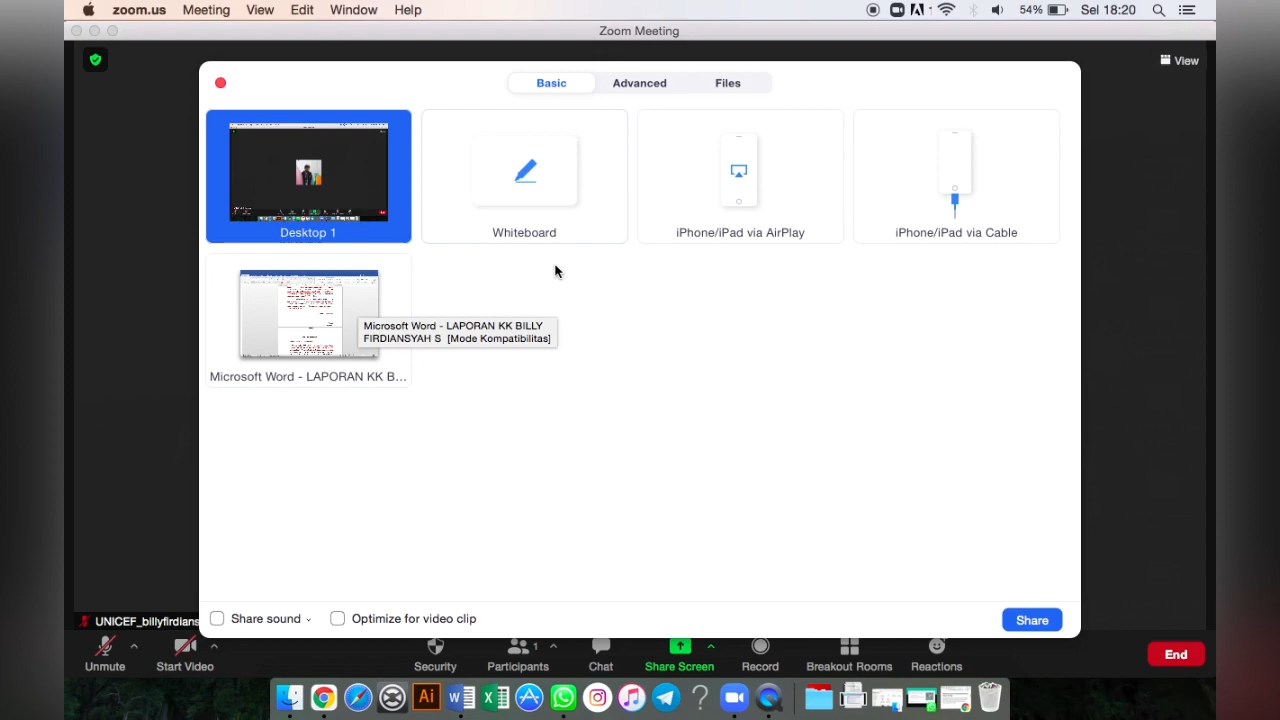 zoom.us Meeting View Edit Window Help
1 54% Sel 18:20
Zoom Meeting
View
Basic Advanced Files
Desktop 1
Whiteboard
iPhone/iPad via AirPlay
iPhone/iPad via Cable
Microsoft Word - LAPORAN KK BILLY
FIRDIANSYAH S [Mode Kompatibilitas]
Microsoft Word - LAPORAN KK B...
Share sound
Optimize for video clip
Share
UNICEF_billyfirdians
Unmute
Start Video
Security
1
Participants
Chat
Share Screen
Record
Breakout Rooms
Reactions
End
Ai